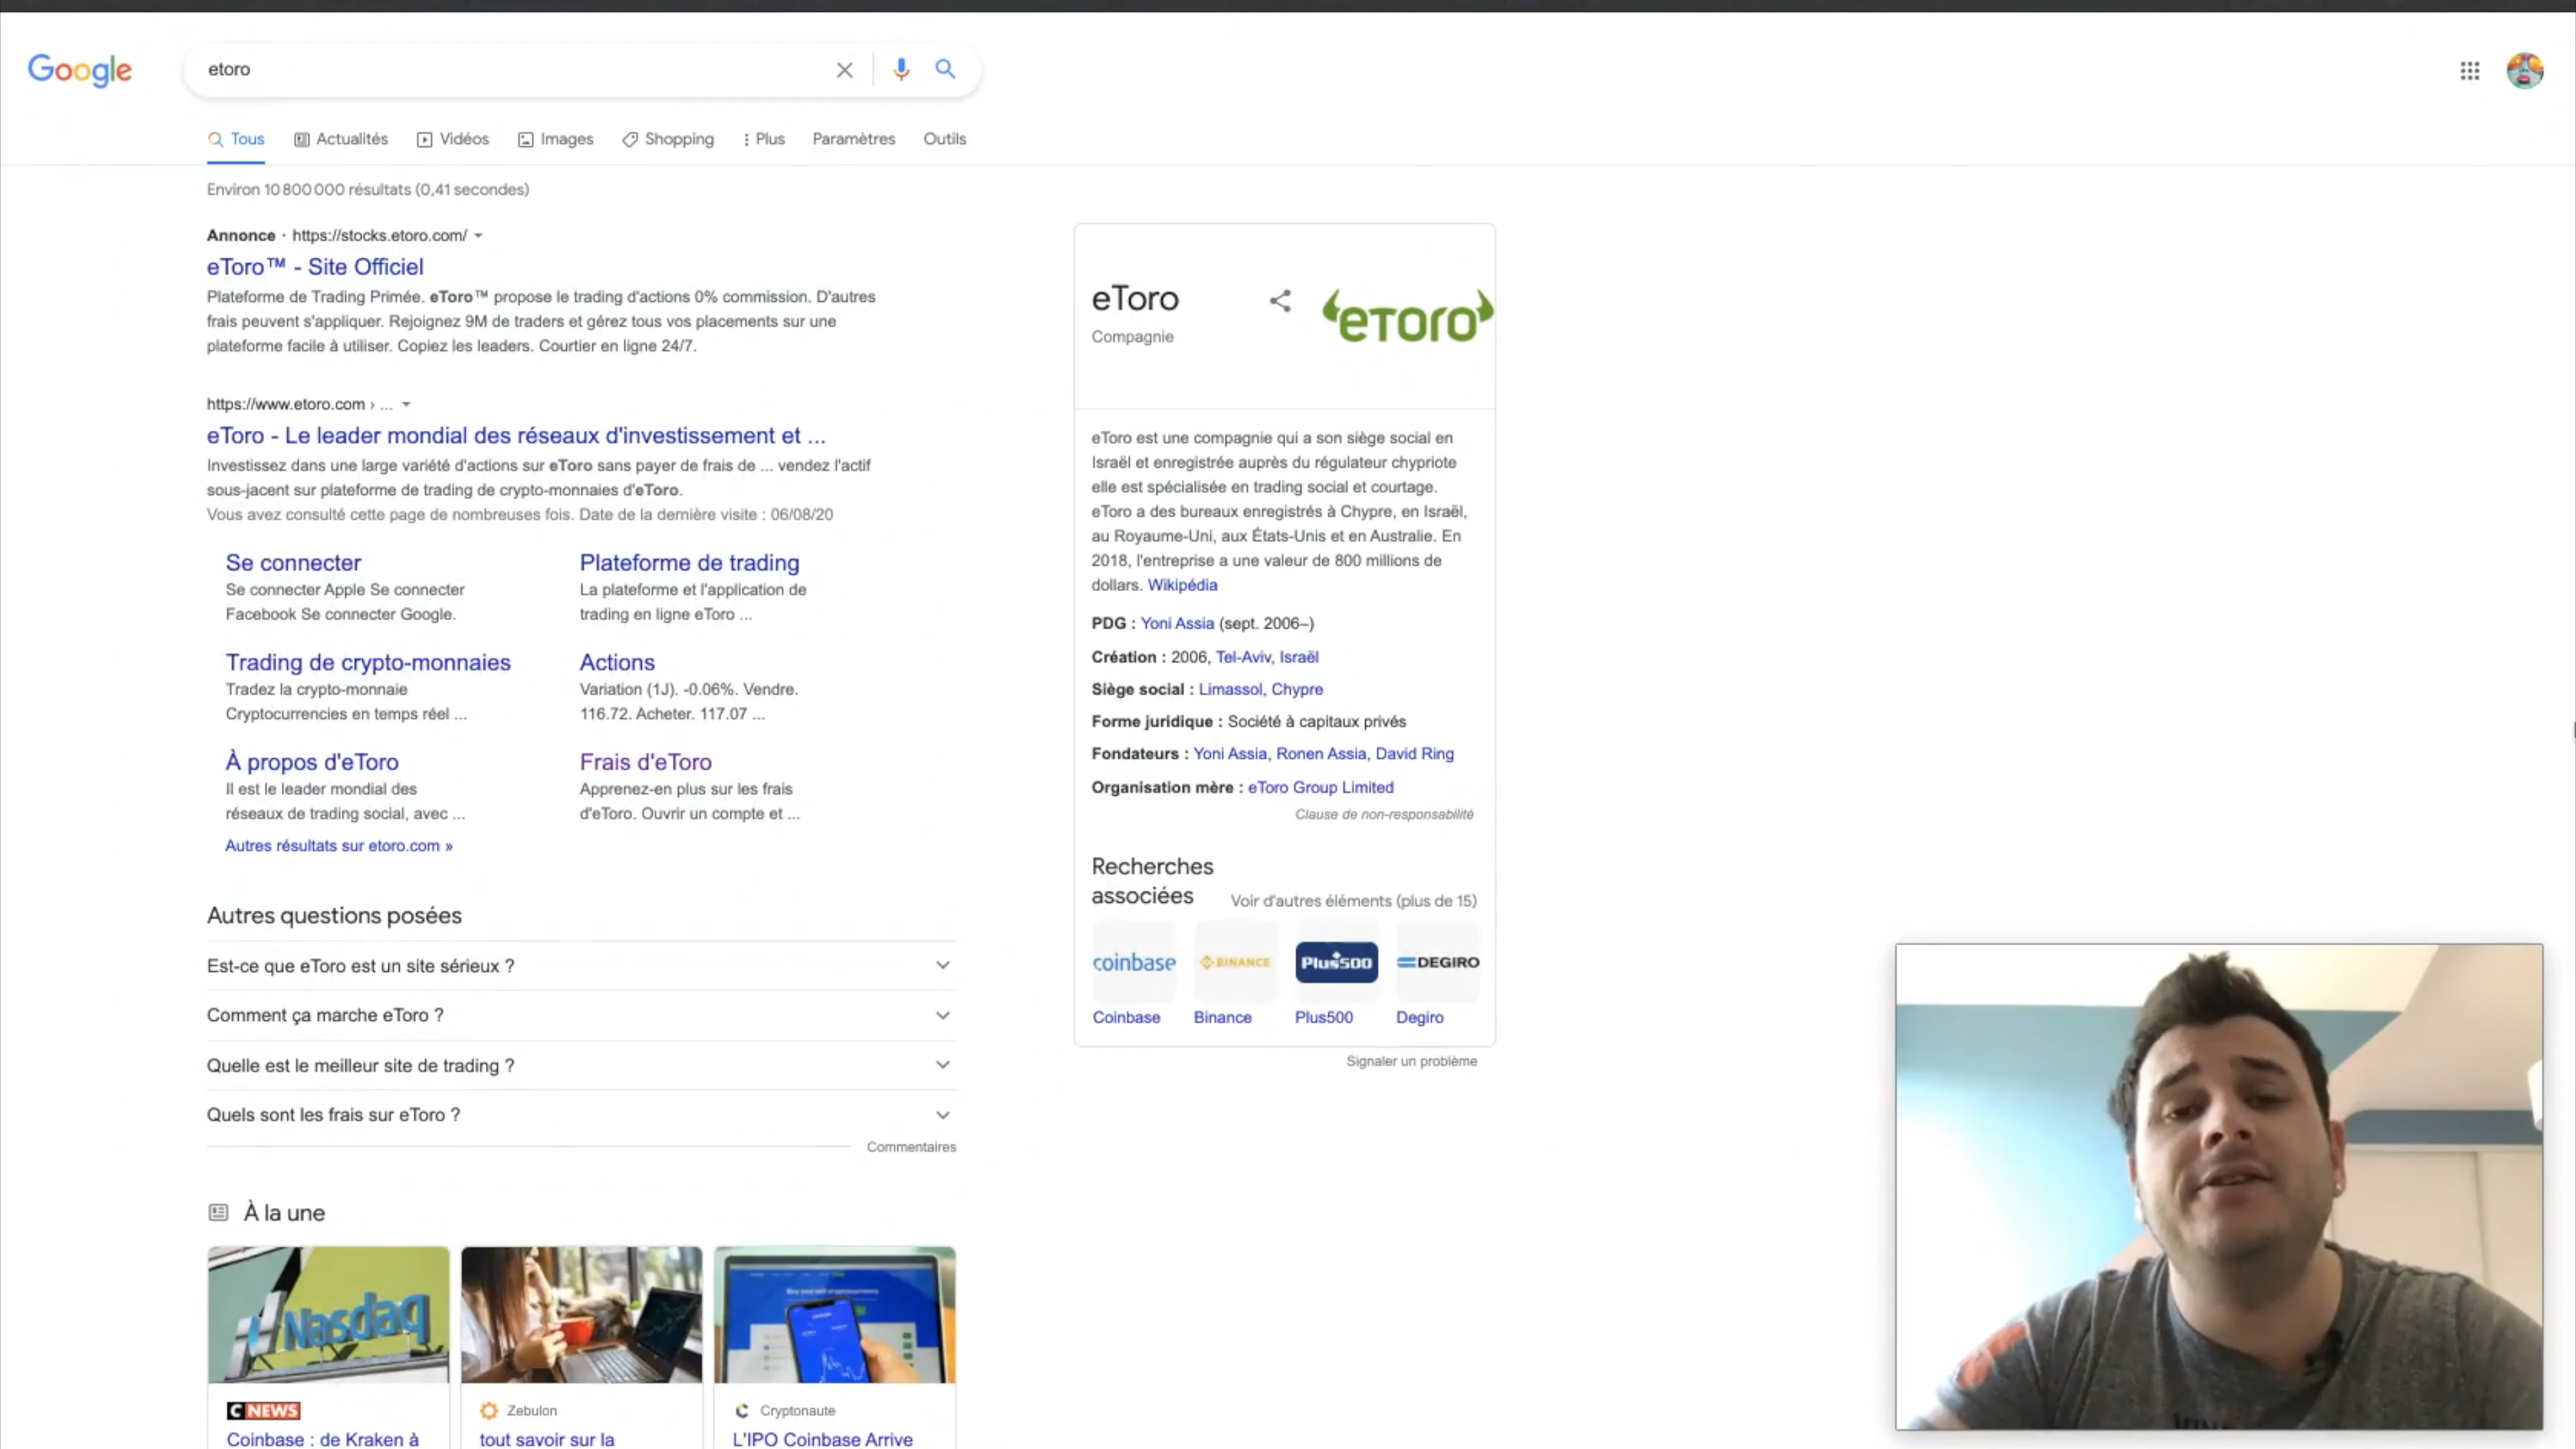 Google
etoro
Tous
Actualités
Vidéos
Images
Shopping
Plus
Paramètres
Outils
Environ 10 800 000 résultats (0,41 secondes)
Annonce · https://stocks.etoro.com/
eToro™ - Site Officiel
Plateforme de Trading Primée. eToro™ propose le trading d'actions 0% commission. D'autres
frais peuvent s'appliquer. Rejoignez 9M de traders et gérez tous vos placements sur une
plateforme facile à utiliser. Copiez les leaders. Courtier en ligne 24/7.
https://www.etoro.com › ...
eToro - Le leader mondial des réseaux d'investissement et ...
Investissez dans une large variété d'actions sur eToro sans payer de frais de ... vendez l'actif
sous-jacent sur plateforme de trading de crypto-monnaies d'eToro.
Vous avez consulté cette page de nombreuses fois. Date de la dernière visite : 06/08/20
Se connecter
Se connecter Apple Se connecter
Facebook Se connecter Google.
Plateforme de trading
La plateforme et l'application de
trading en ligne eToro ...
Trading de crypto-monnaies
Tradez la crypto-monnaie
Cryptocurrencies en temps réel ...
Actions
Variation (1J). -0.06%. Vendre.
116.72. Acheter. 117.07 ...
À propos d'eToro
Il est le leader mondial des
réseaux de trading social, avec ...
Frais d'eToro
Apprenez-en plus sur les frais
d'eToro. Ouvrir un compte et ...
Autres résultats sur etoro.com »
Autres questions posées
Est-ce que eToro est un site sérieux ?
Comment ça marche eToro ?
Quelle est le meilleur site de trading ?
Quels sont les frais sur eToro ?
Commentaires
À la une
Nasdaq
CNEWS
Coinbase : de Kraken à
Zebulon
tout savoir sur la
Cryptonaute
L'IPO Coinbase Arrive
eToro
Compagnie
eToro
eToro est une compagnie qui a son siège social en
Israël et enregistrée auprès du régulateur chypriote
elle est spécialisée en trading social et courtage.
eToro a des bureaux enregistrés à Chypre, en Israël,
au Royaume-Uni, aux États-Unis et en Australie. En
2018, l'entreprise a une valeur de 800 millions de
dollars. Wikipédia
PDG : Yoni Assia (sept. 2006–)
Création : 2006, Tel-Aviv, Israël
Siège social : Limassol, Chypre
Forme juridique : Société à capitaux privés
Fondateurs : Yoni Assia, Ronen Assia, David Ring
Organisation mère : eToro Group Limited
Clause de non-responsabilité
Recherches
associées
Voir d'autres éléments (plus de 15)
coinbase
BINANCE
Plus500
DEGIRO
Coinbase
Binance
Plus500
Degiro
Signaler un problème